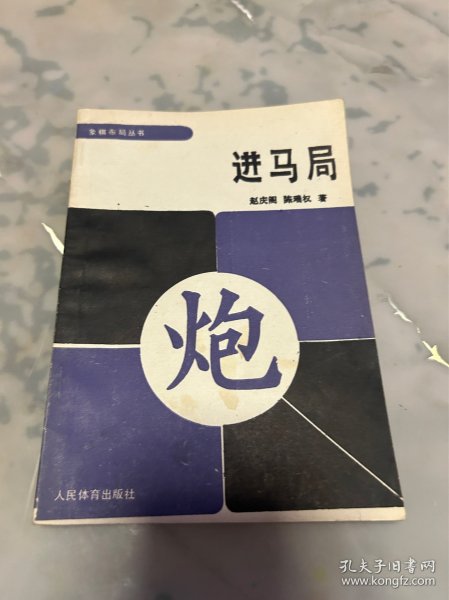 象棋布局丛书
进马局
赵庆阁 陈瑞权 著
炮
人民体育出版社
孔夫子旧书网
www.kongfz.com